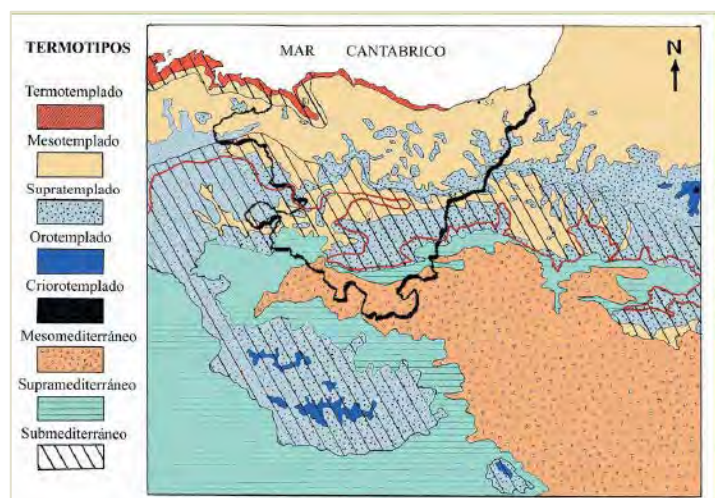 TERMOTIPOS
Termotemplado
Mesotemplado
Supratemplado
Orotemplado
Criorotemplado
Mesomediterráneo
Supramediterráneo
Submediterráneo
MAR CANTABRICO
N